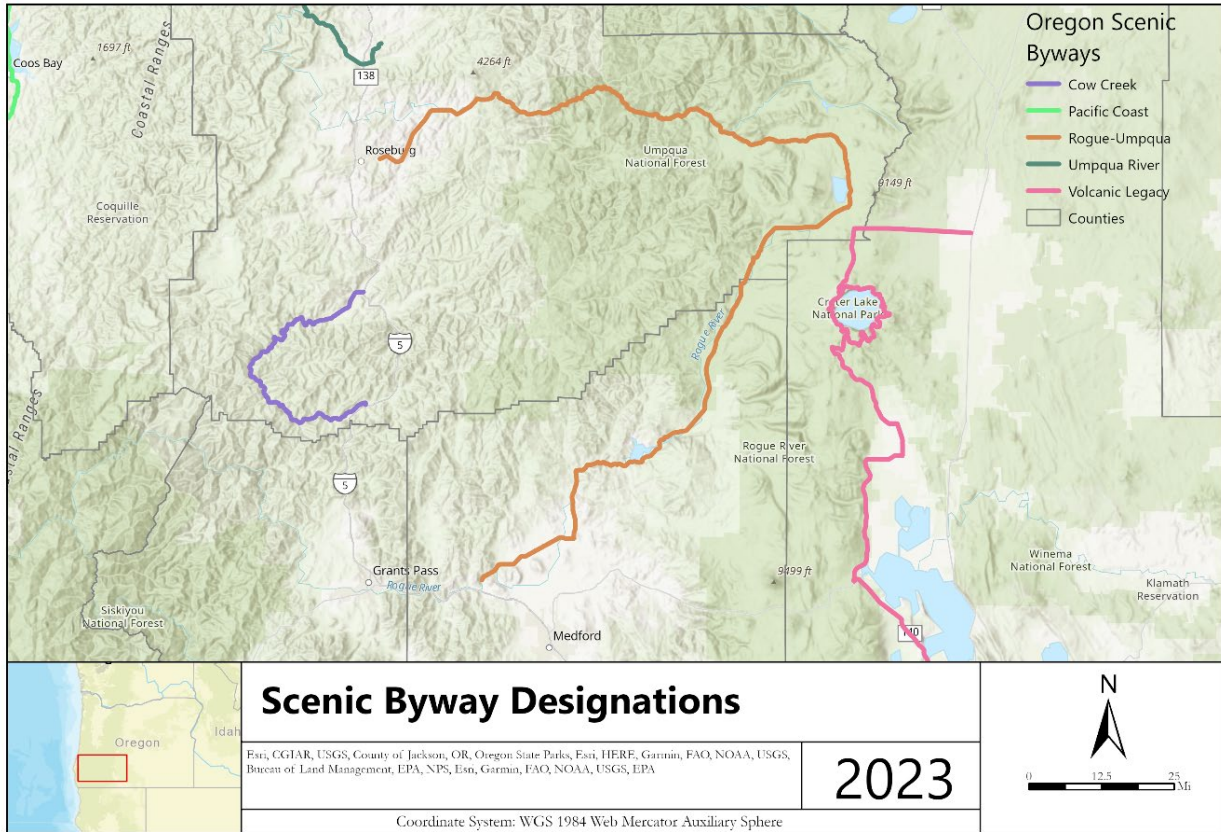 Oregon Scenic
Byways
Cow Creek
Pacific Coast
Rogue-Umpqua
Umpqua River
Volcanic Legacy
Counties
1697 ft
Coos Bay
Coastal Ranges
138
4264 ft
Roseburg
Umpqua
National Forest
9149 ft
Coquille
Reservation
Crater Lake
National Park
5
Rogue River
Coastal Ranges
5
Rogue River
National Forest
Grants Pass
Rogue River
9499 ft
Winema
National Forest
Klamath
Reservation
Siskiyou
National Forest
Medford
140
Oregon
Idah
Scenic Byway Designations
Esri, CGIAR, USGS, County of Jackson, OR, Oregon State Parks, Esri, HERE, Garmin, FAO, NOAA, USGS,
Bureau of Land Management, EPA, NPS, Esri, Garmin, FAO, NOAA, USGS, EPA
2023
Coordinate System: WGS 1984 Web Mercator Auxiliary Sphere
N
0 12.5 25
Mi